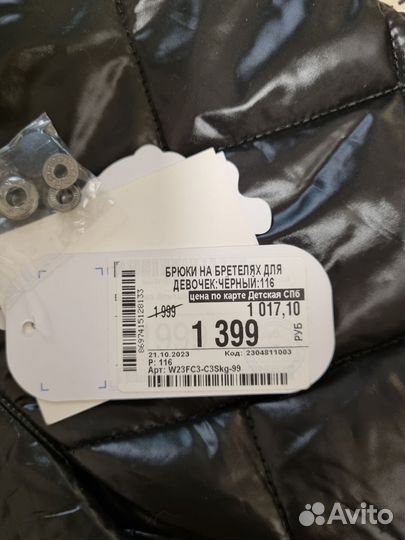 БРЮКИ НА БРЕТЕЛЯХ ДЛЯ
ДЕВОЧЕК:ЧЕРНЫЙ:116
цена по карте Детская СПб
1 999
1 017,10
1 399
РУБ
8697415128133
21.10.2023
Код: 2304811003
Р: 116
Арт: W23FC3-C3Skg-99
Avito